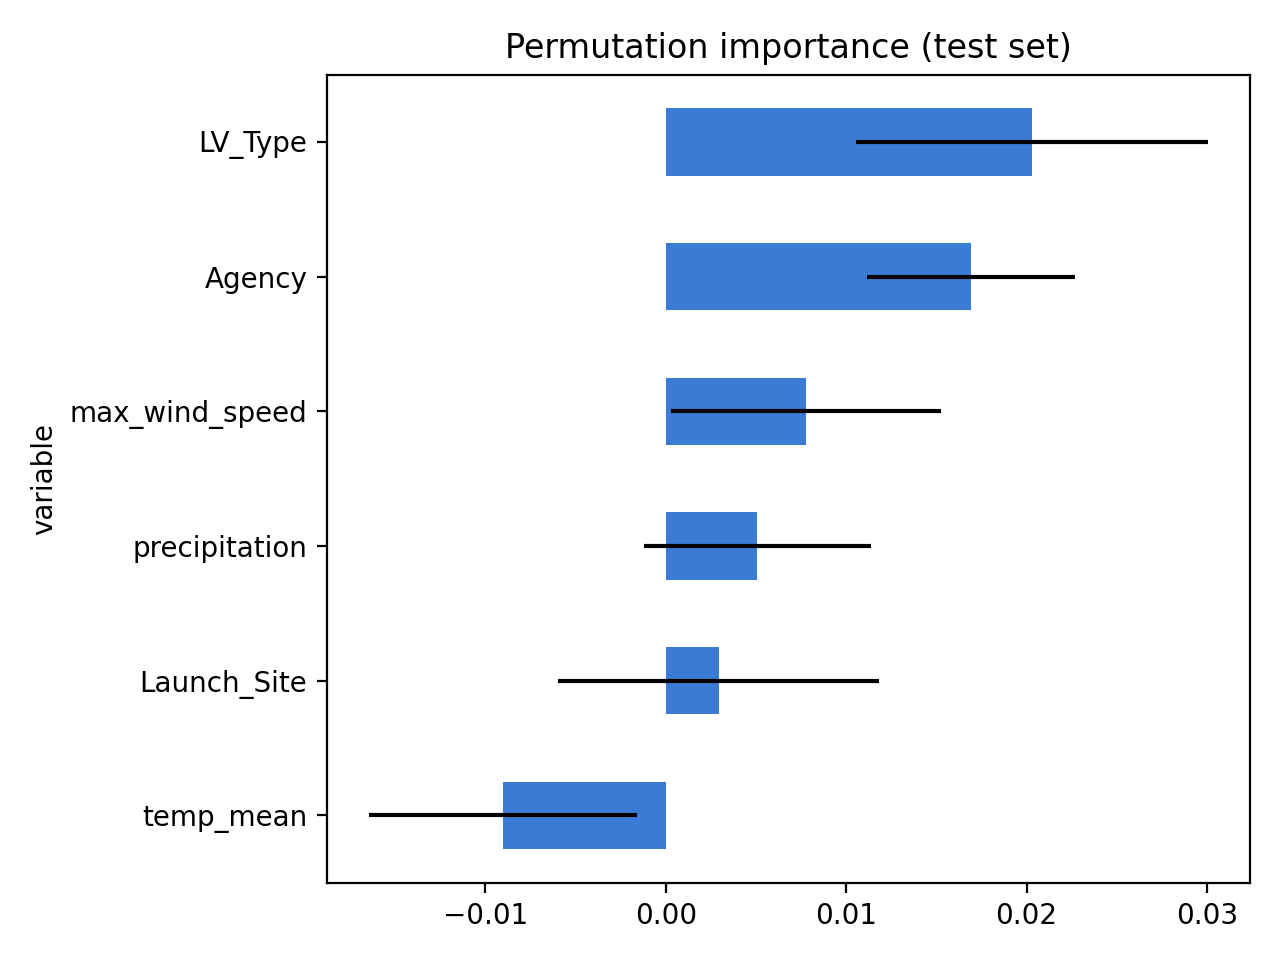 Permutation importance (test set)
variable
LV_Type
Agency
max_wind_speed
precipitation
Launch_Site
temp_mean
−0.01 0.00 0.01 0.02 0.03